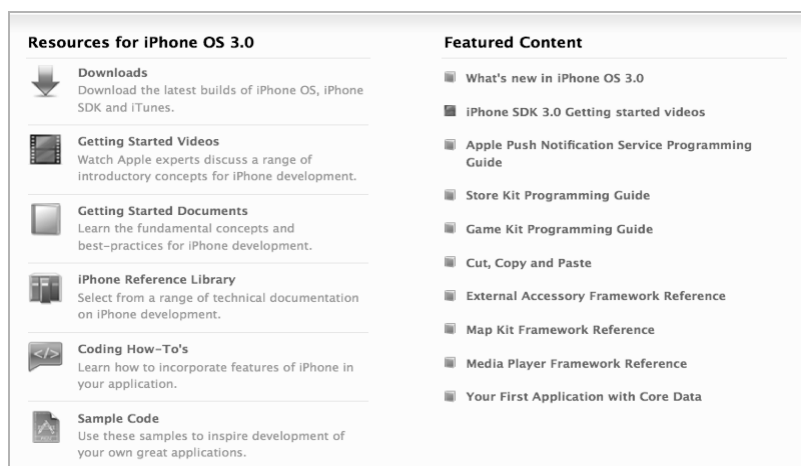 Resources for iPhone OS 3.0
Downloads
Download the latest builds of iPhone OS, iPhone
SDK and iTunes.
Getting Started Videos
Watch Apple experts discuss a range of
introductory concepts for iPhone development.
Getting Started Documents
Learn the fundamental concepts and
best-practices for iPhone development.
iPhone Reference Library
Select from a range of technical documentation
on iPhone development.
</>
Coding How-To's
Learn how to incorporate features of iPhone in
your application.
Sample Code
Use these samples to inspire development of
your own great applications.
Featured Content
What's new in iPhone OS 3.0
iPhone SDK 3.0 Getting started videos
Apple Push Notification Service Programming
Guide
Store Kit Programming Guide
Game Kit Programming Guide
Cut, Copy and Paste
External Accessory Framework Reference
Map Kit Framework Reference
Media Player Framework Reference
Your First Application with Core Data